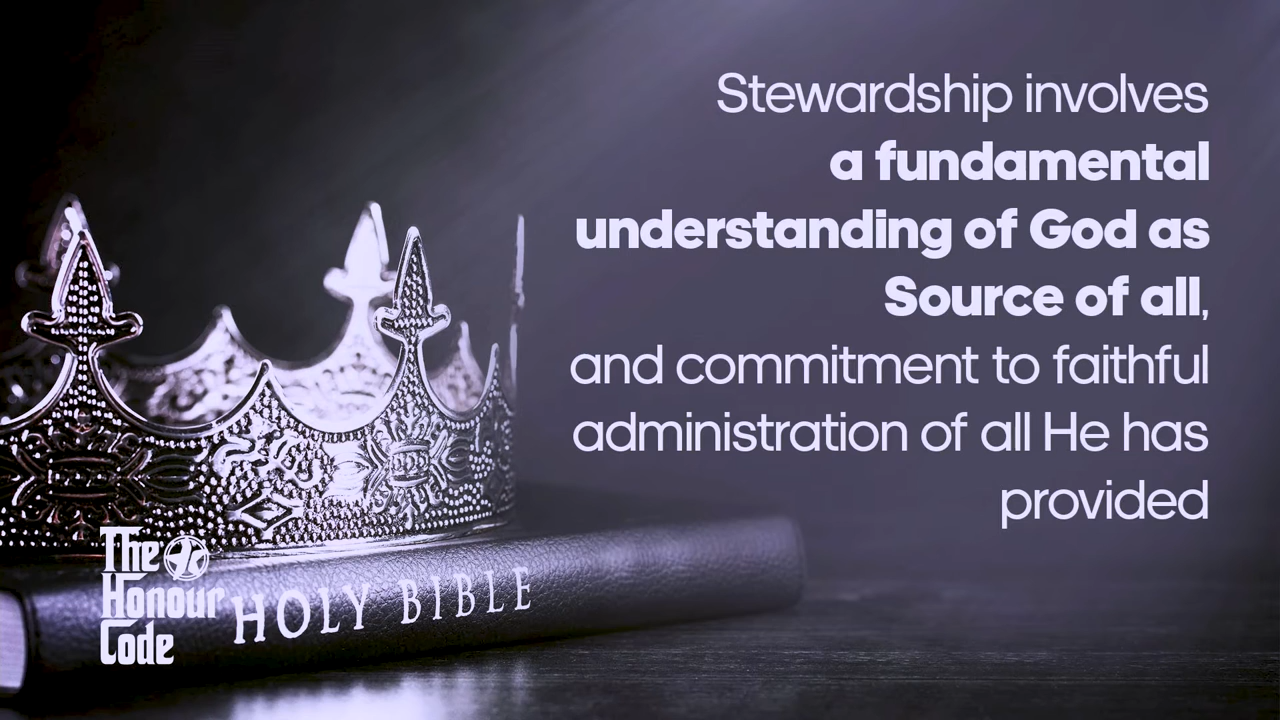 Stewardship involves
a fundamental
understanding of God as
Source of all,
and commitment to faithful
administration of all He has
provided
The
Honour
Code
HOLY BIBLE